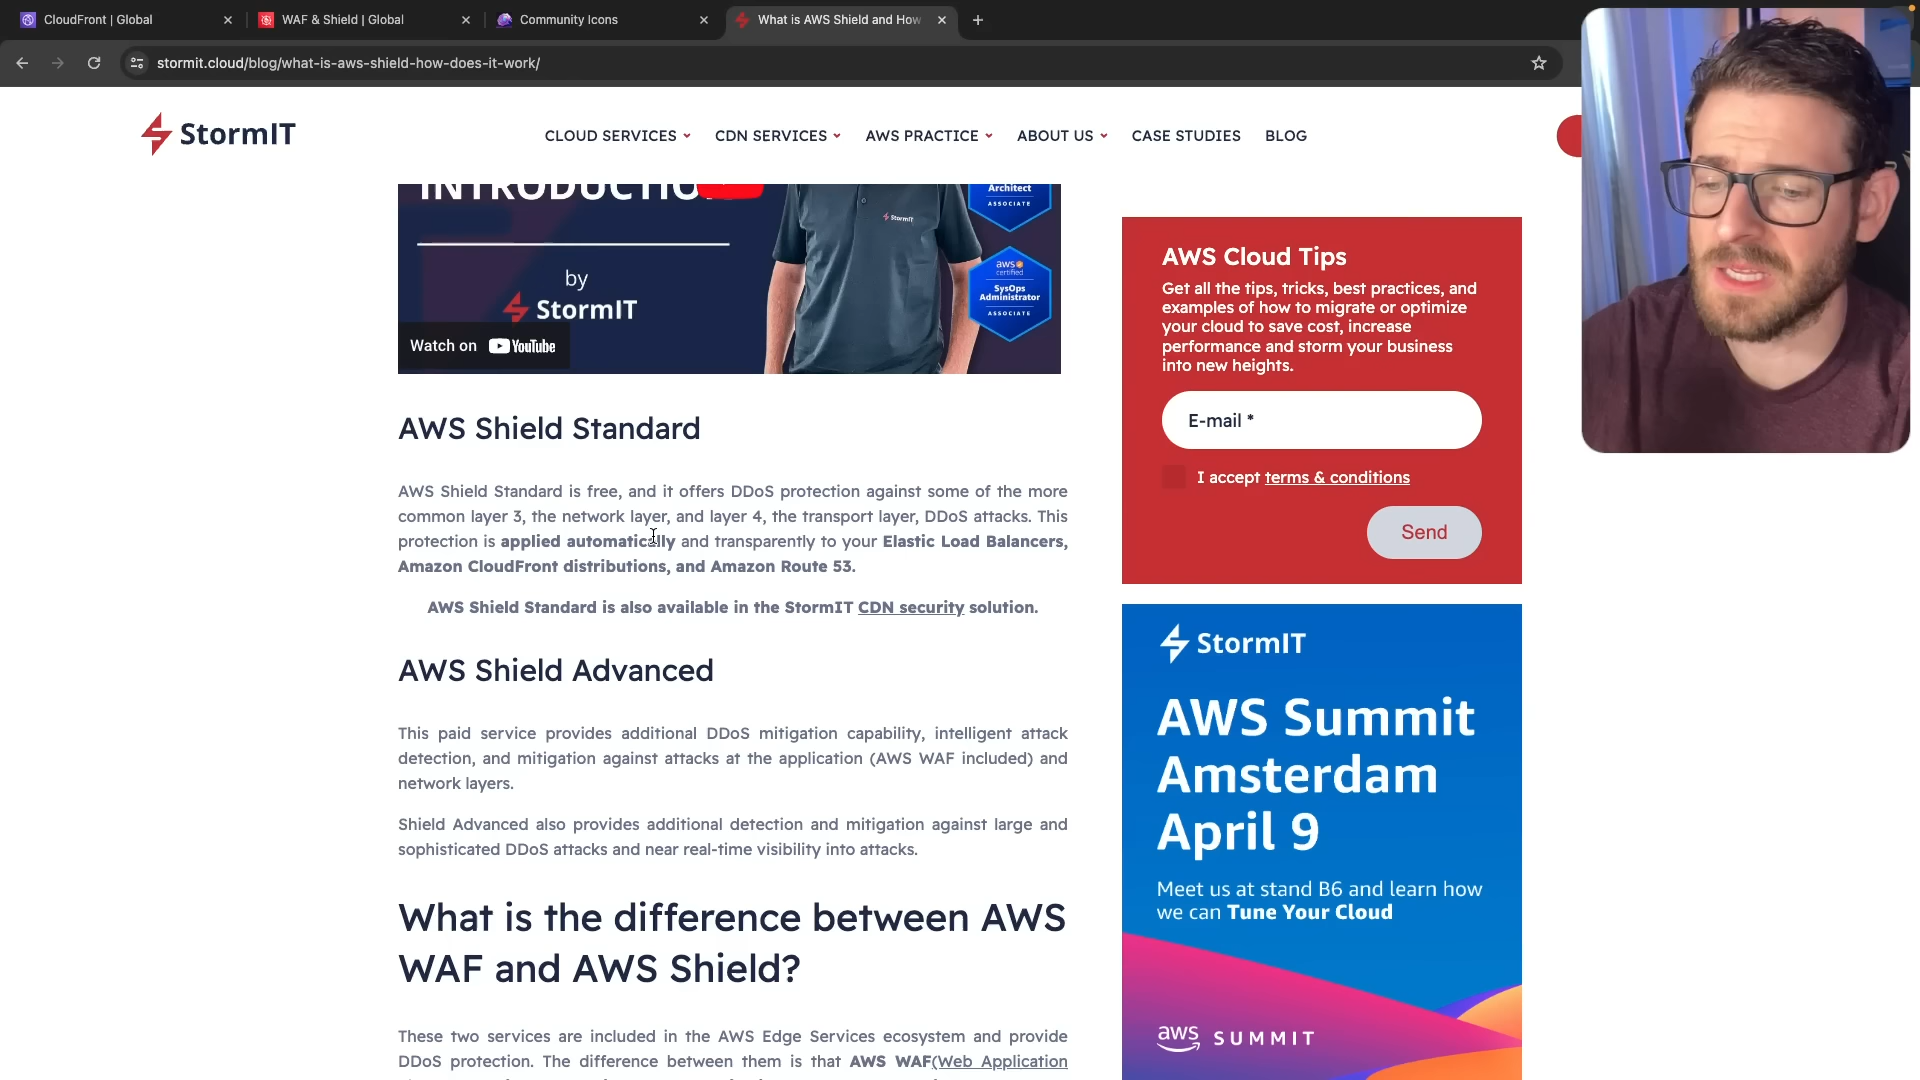 CloudFront | Global
WAF & Shield | Global
Community Icons
What is AWS Shield and How
stormit.cloud/blog/what-is-aws-shield-how-does-it-work/
StormIT
CLOUD SERVICES
CDN SERVICES
AWS PRACTICE
ABOUT US
CASE STUDIES
BLOG
by
StormIT
StormIT
Architect
ASSOCIATE
aws
certified
SysOps
Administrator
ASSOCIATE
Watch on YouTube
AWS Shield Standard
AWS Shield Standard is free, and it offers DDoS protection against some of the more
common layer 3, the network layer, and layer 4, the transport layer, DDoS attacks. This
protection is applied automatically and transparently to your Elastic Load Balancers,
Amazon CloudFront distributions, and Amazon Route 53.
AWS Shield Standard is also available in the StormIT CDN security solution.
AWS Shield Advanced
This paid service provides additional DDoS mitigation capability, intelligent attack
detection, and mitigation against attacks at the application (AWS WAF included) and
network layers.
Shield Advanced also provides additional detection and mitigation against large and
sophisticated DDoS attacks and near real-time visibility into attacks.
What is the difference between AWS
WAF and AWS Shield?
These two services are included in the AWS Edge Services ecosystem and provide
DDoS protection. The difference between them is that AWS WAF(Web Application
AWS Cloud Tips
Get all the tips, tricks, best practices, and
examples of how to migrate or optimize
your cloud to save cost, increase
performance and storm your business
into new heights.
E-mail *
I accept terms & conditions
Send
StormIT
AWS Summit
Amsterdam
April 9
Meet us at stand B6 and learn how
we can Tune Your Cloud
aws SUMMIT